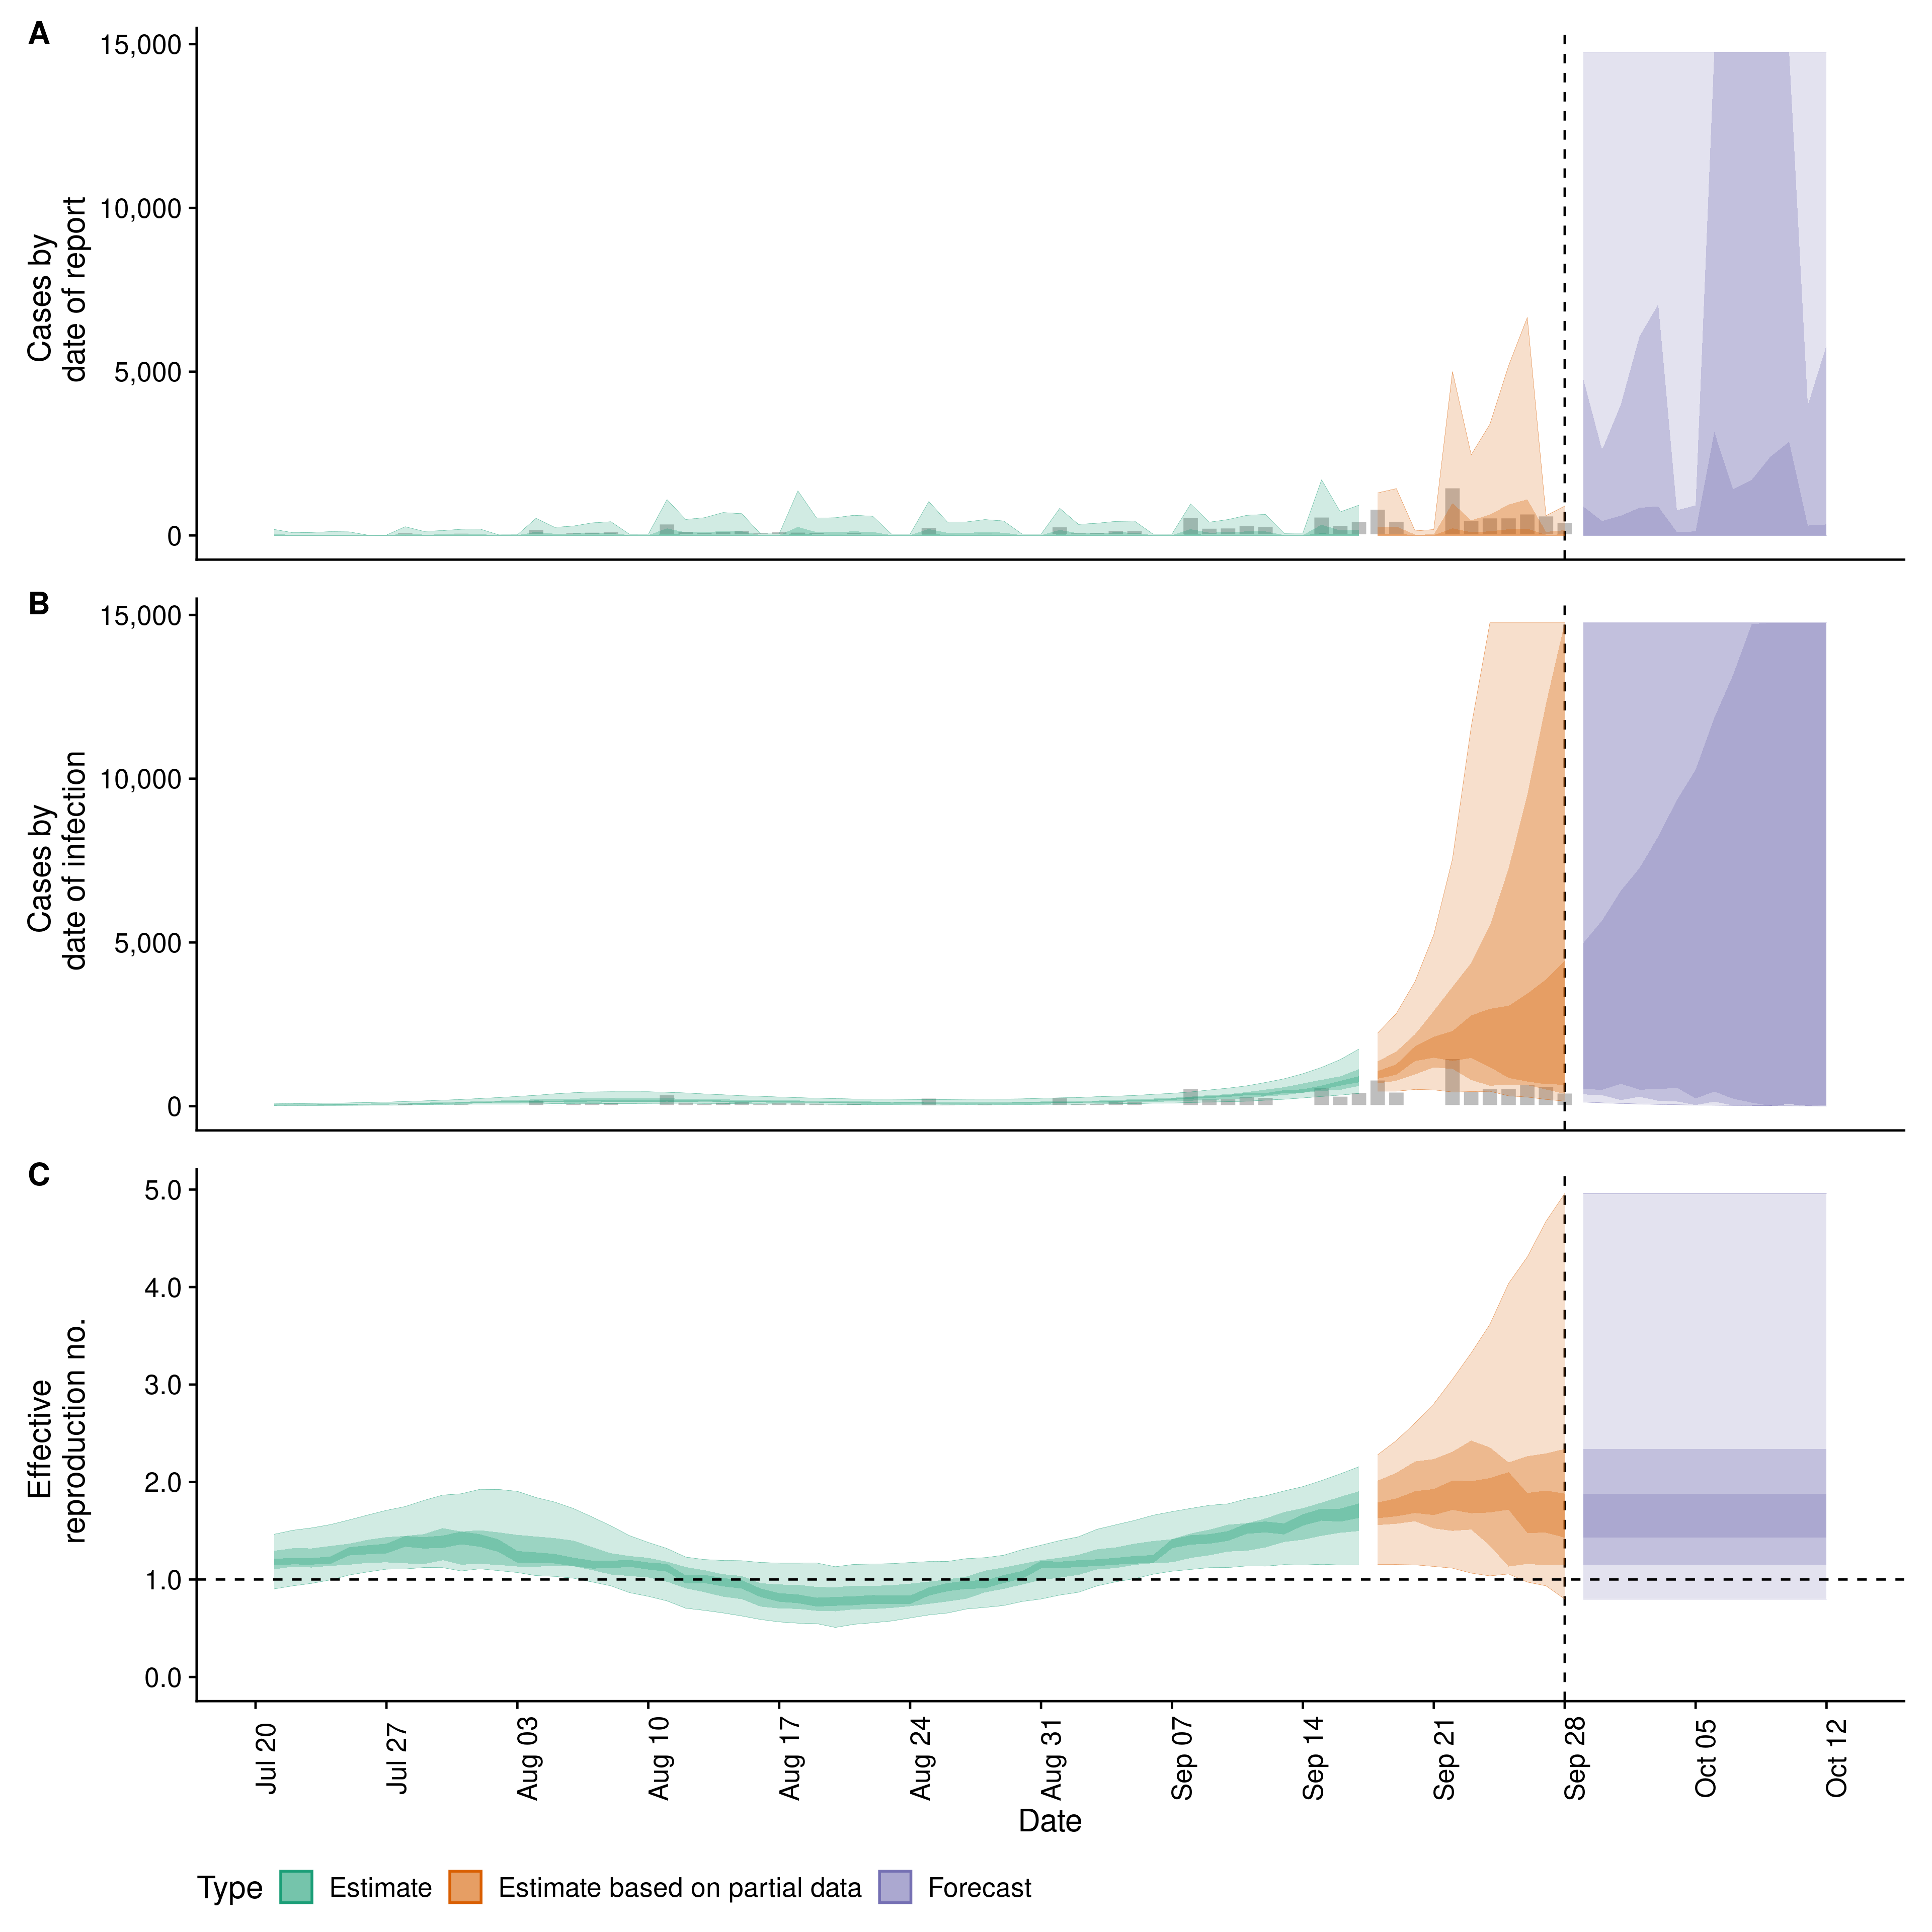 A
15,000
10,000
5,000
0
Cases by
date of report
B
15,000
10,000
5,000
0
Cases by
date of infection
C
5.0
4.0
3.0
2.0
1.0
0.0
Effective
reproduction no.
Jul 20
Jul 27
Aug 03
Aug 10
Aug 17
Aug 24
Aug 31
Sep 07
Sep 14
Sep 21
Sep 28
Oct 05
Oct 12
Date
Type Estimate Estimate based on partial data Forecast